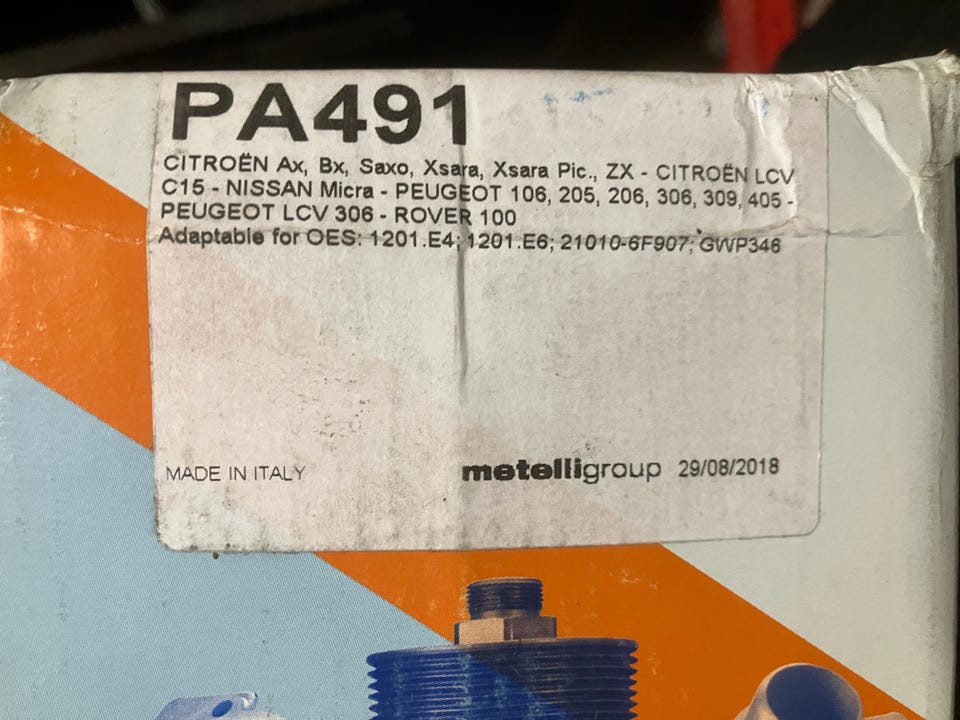 PA491
CITROËN Ax, Bx, Saxo, Xsara, Xsara Pic., ZX - CITROËN LCV
C15 - NISSAN Micra - PEUGEOT 106, 205, 206, 306, 309, 405 -
PEUGEOT LCV 306 - ROVER 100
Adaptable for OES: 1201.E4; 1201.E6; 21010-6F907; GWP346
MADE IN ITALY metelligroup 29/08/2018